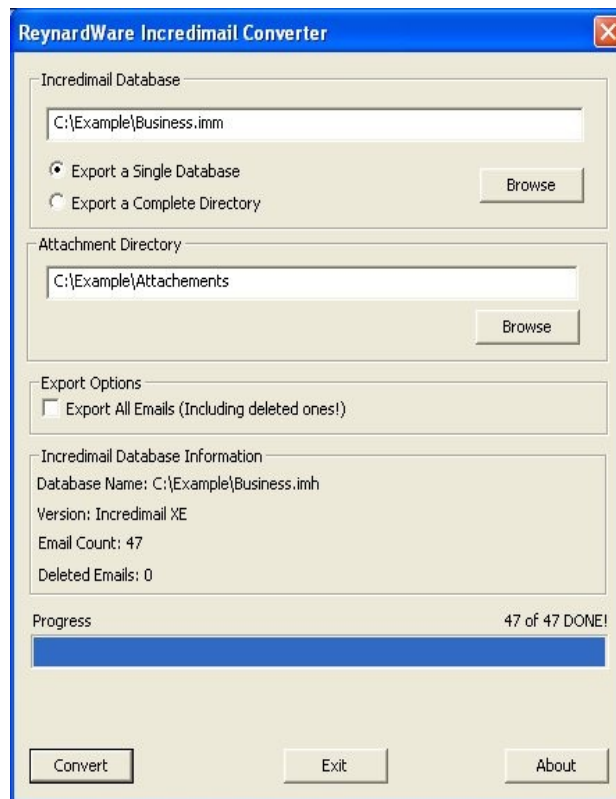 ReynardWare Incredimail Converter
Incredimail Database
C:\Example\Business.imm
Export a Single Database
Browse
Export a Complete Directory
Attachment Directory
C:\Example\Attachements
Browse
Export Options
Export All Emails (Including deleted ones!)
Incredimail Database Information
Database Name: C:\Example\Business.imh
Version: Incredimail XE
Email Count: 47
Deleted Emails: 0
Progress 47 of 47 DONE!
Convert Exit About